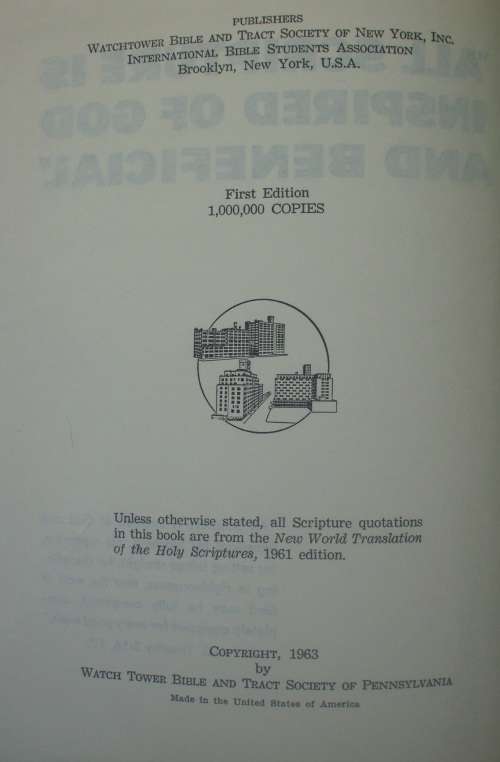 PUBLISHERS
WATCHTOWER BIBLE AND TRACT SOCIETY OF NEW YORK, INC.
INTERNATIONAL BIBLE STUDENTS ASSOCIATION
Brooklyn, New York, U.S.A.
First Edition
1,000,000 COPIES
Unless otherwise stated, all Scripture quotations
in this book are from the New World Translation
of the Holy Scriptures, 1961 edition.
COPYRIGHT, 1963
by
WATCH TOWER BIBLE AND TRACT SOCIETY OF PENNSYLVANIA
Made in the United States of America